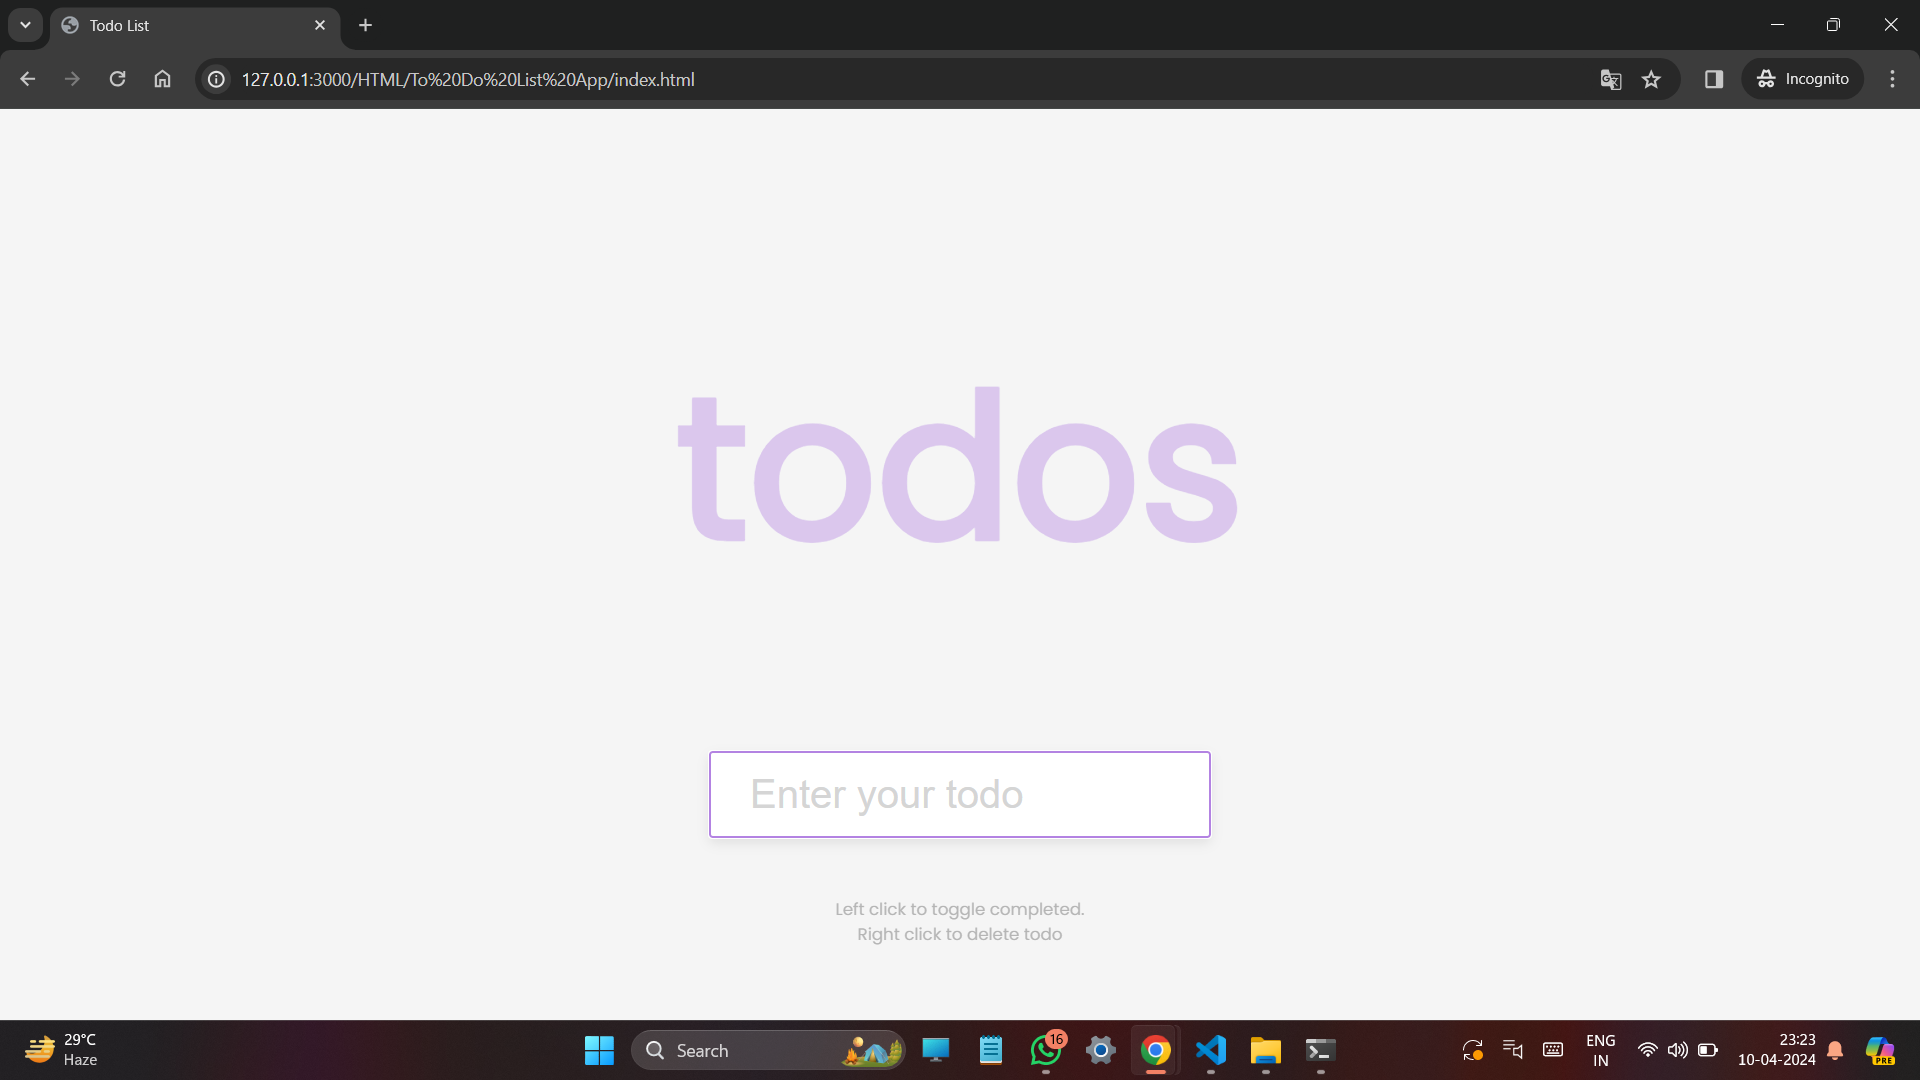 Todo List
127.0.0.1:3000/HTML/To%20Do%20List%20App/index.html
Incognito
todos
Enter your todo
Left click to toggle completed.
Right click to delete todo
29°C
Haze
Search
16
ENG
IN
23:23
10-04-2024
PRE